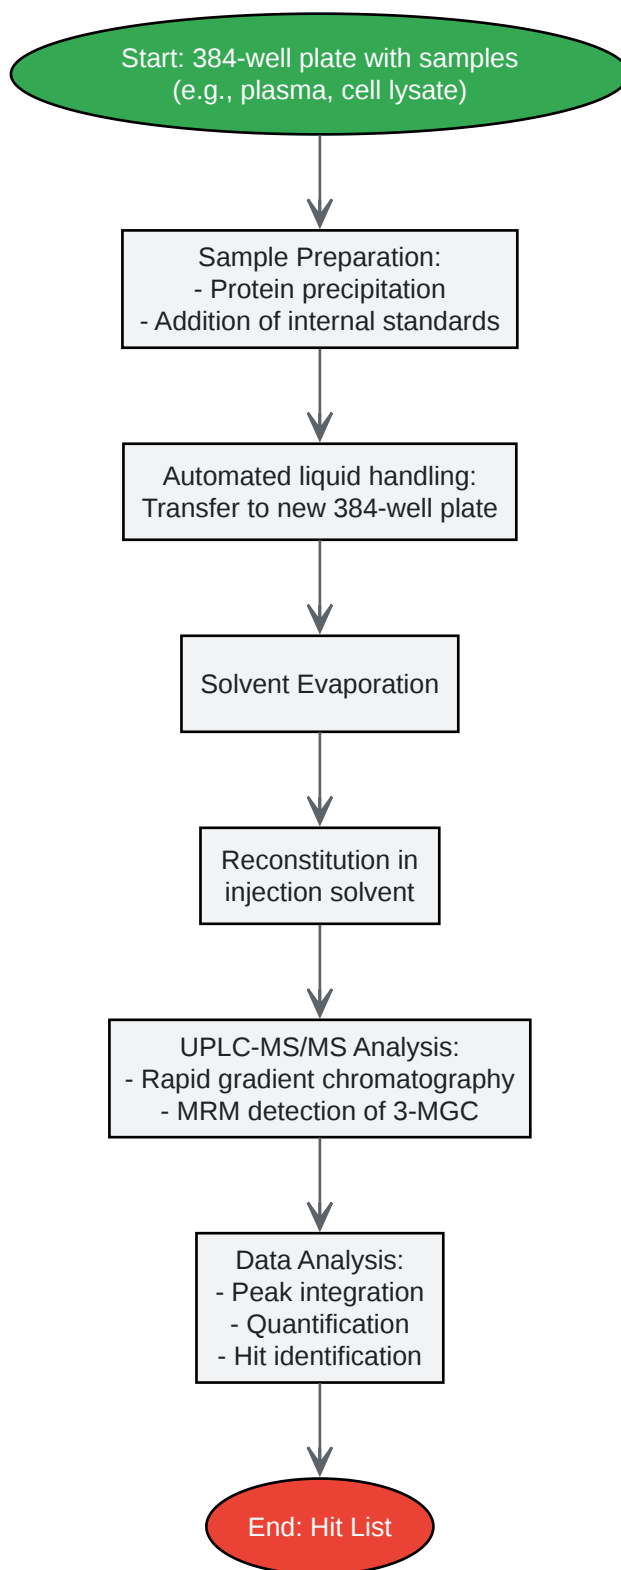 Start: 384-well plate with samples
(e.g., plasma, cell lysate)
Sample Preparation:
- Protein precipitation
- Addition of internal standards
Automated liquid handling:
Transfer to new 384-well plate
Solvent Evaporation
Reconstitution in
injection solvent
UPLC-MS/MS Analysis:
- Rapid gradient chromatography
- MRM detection of 3-MGC
Data Analysis:
- Peak integration
- Quantification
- Hit identification
End: Hit List